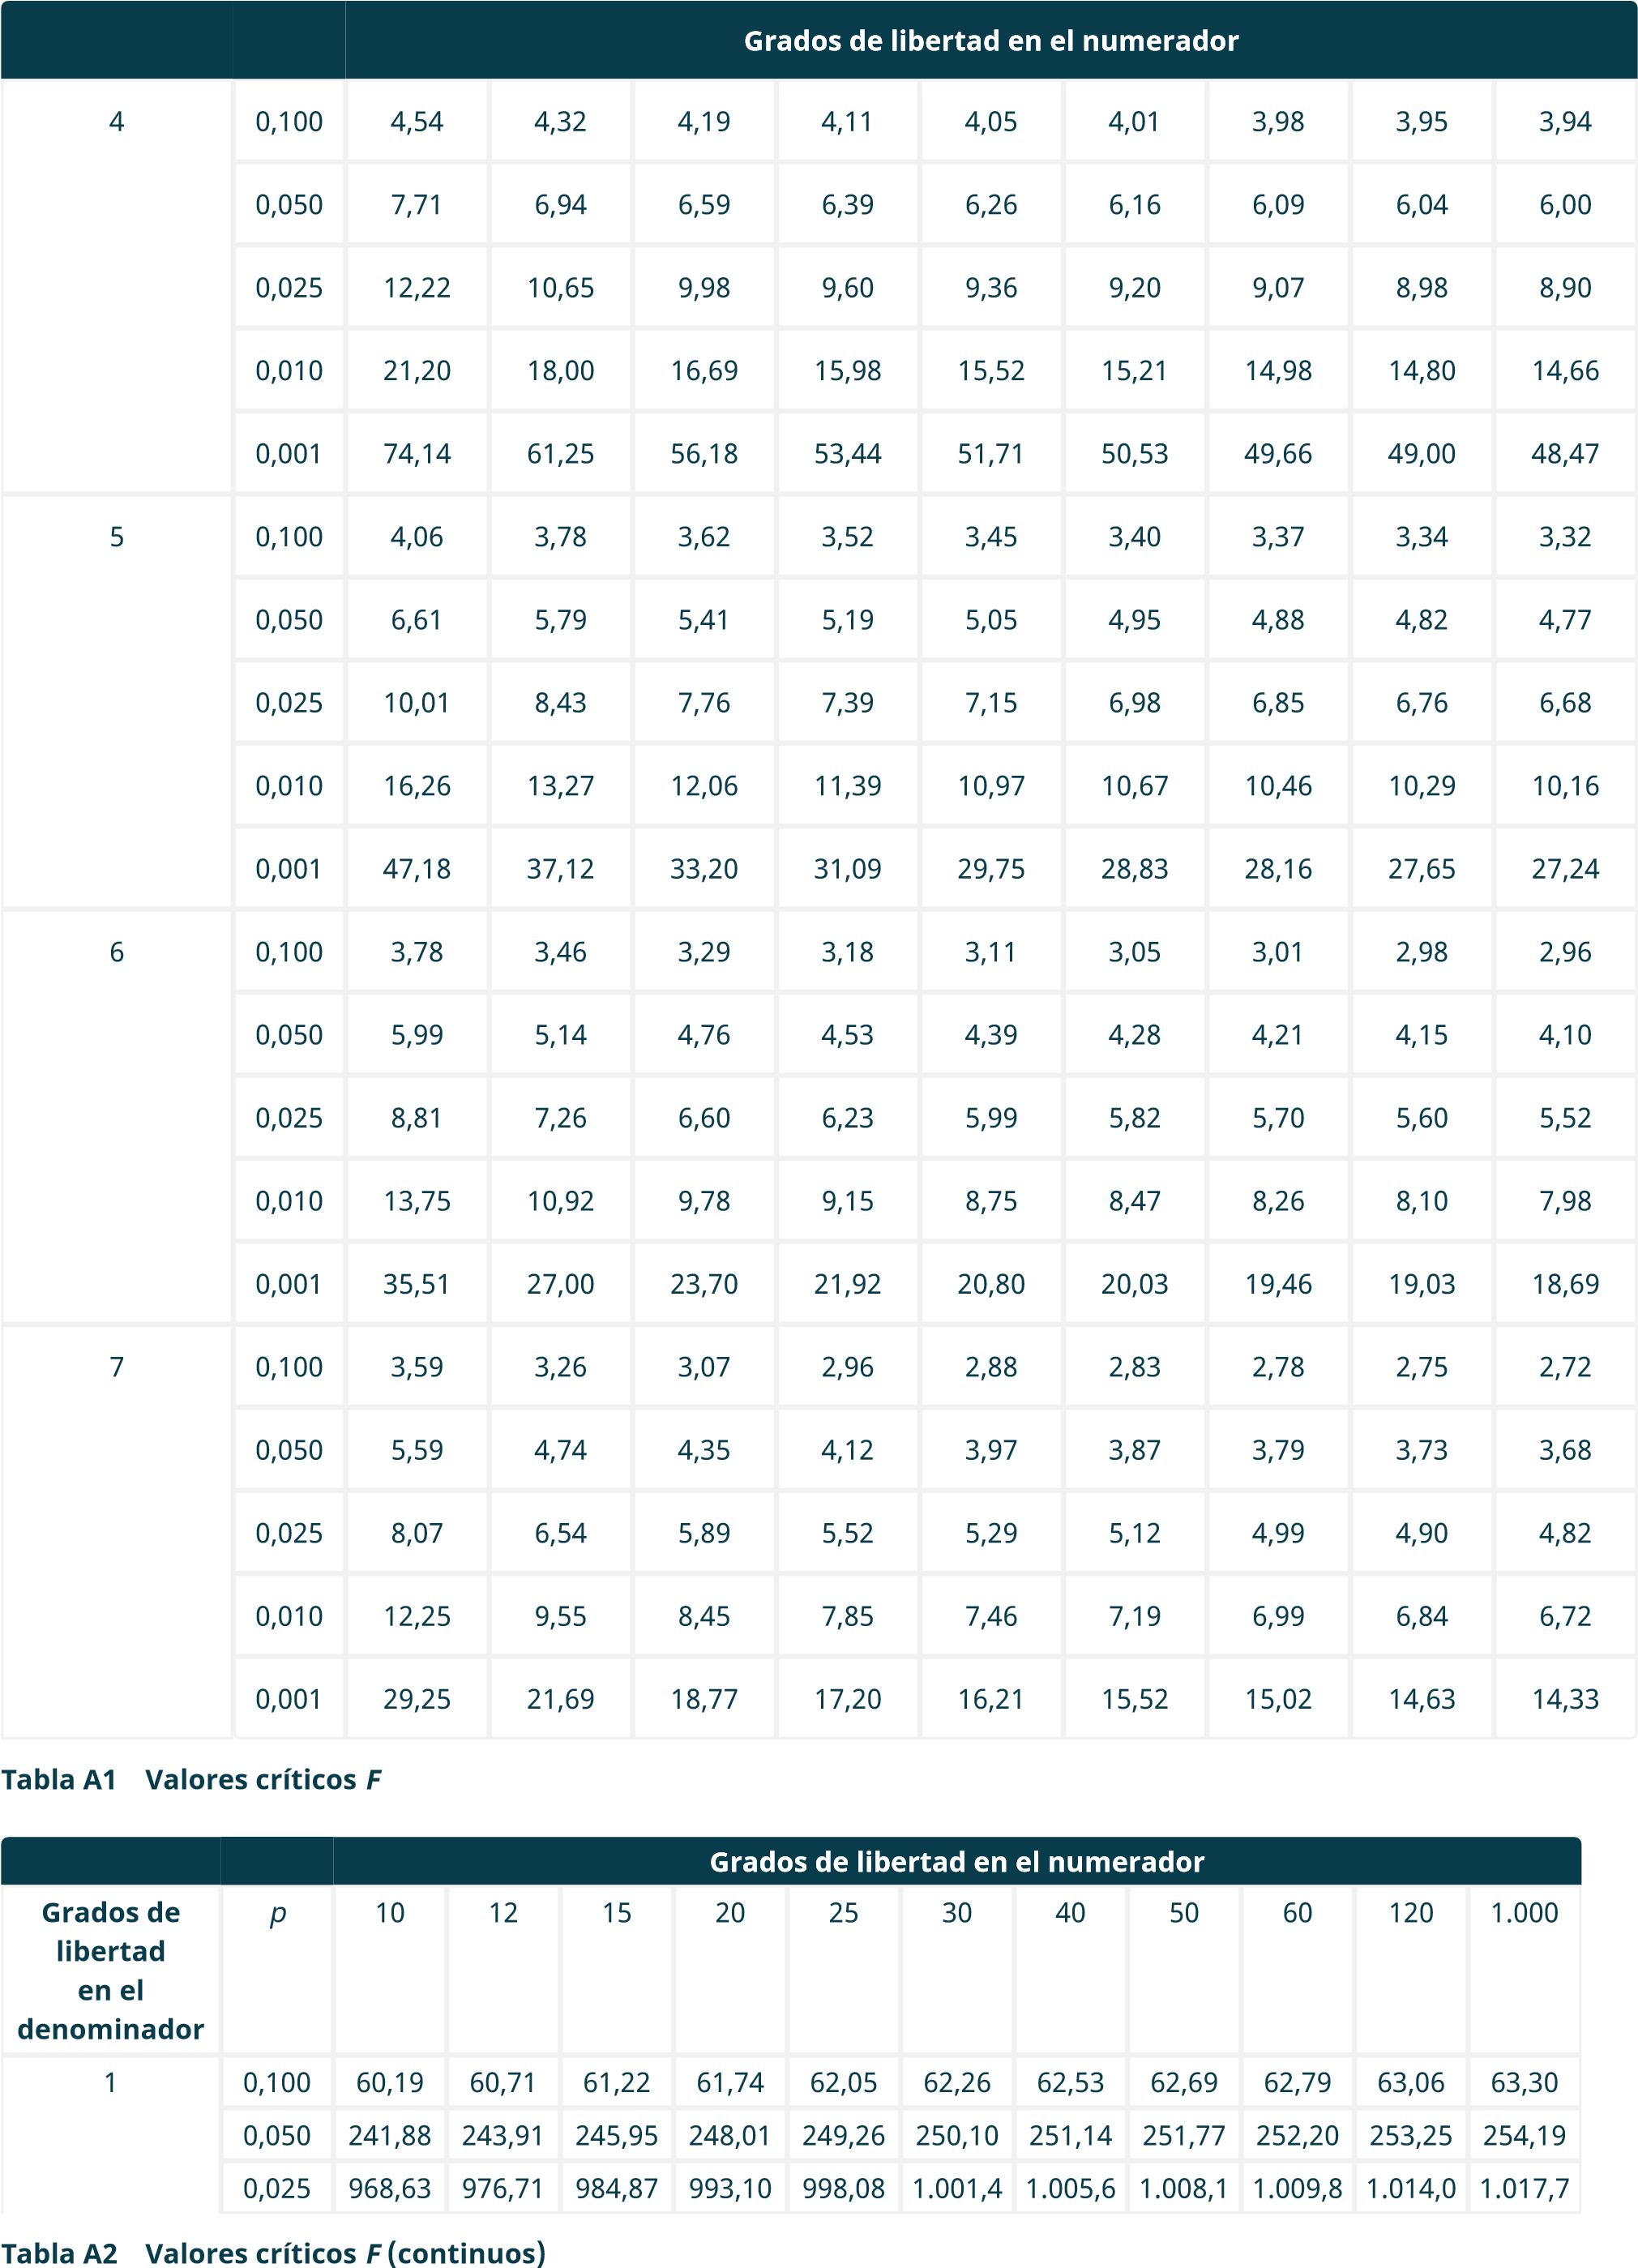 Grados de libertad en el numerador
4 0,100 4,54 4,32 4,19 4,11 4,05 4,01 3,98 3,95 3,94
0,050 7,71 6,94 6,59 6,39 6,26 6,16 6,09 6,04 6,00
0,025 12,22 10,65 9,98 9,60 9,36 9,20 9,07 8,98 8,90
0,010 21,20 18,00 16,69 15,98 15,52 15,21 14,98 14,80 14,66
0,001 74,14 61,25 56,18 53,44 51,71 50,53 49,66 49,00 48,47
5 0,100 4,06 3,78 3,62 3,52 3,45 3,40 3,37 3,34 3,32
0,050 6,61 5,79 5,41 5,19 5,05 4,95 4,88 4,82 4,77
0,025 10,01 8,43 7,76 7,39 7,15 6,98 6,85 6,76 6,68
0,010 16,26 13,27 12,06 11,39 10,97 10,67 10,46 10,29 10,16
0,001 47,18 37,12 33,20 31,09 29,75 28,83 28,16 27,65 27,24
6 0,100 3,78 3,46 3,29 3,18 3,11 3,05 3,01 2,98 2,96
0,050 5,99 5,14 4,76 4,53 4,39 4,28 4,21 4,15 4,10
0,025 8,81 7,26 6,60 6,23 5,99 5,82 5,70 5,60 5,52
0,010 13,75 10,92 9,78 9,15 8,75 8,47 8,26 8,10 7,98
0,001 35,51 27,00 23,70 21,92 20,80 20,03 19,46 19,03 18,69
7 0,100 3,59 3,26 3,07 2,96 2,88 2,83 2,78 2,75 2,72
0,050 5,59 4,74 4,35 4,12 3,97 3,87 3,79 3,73 3,68
0,025 8,07 6,54 5,89 5,52 5,29 5,12 4,99 4,90 4,82
0,010 12,25 9,55 8,45 7,85 7,46 7,19 6,99 6,84 6,72
0,001 29,25 21,69 18,77 17,20 16,21 15,52 15,02 14,63 14,33
Tabla A1 Valores críticos F
Grados de libertad en el numerador
Grados de p 10 12 15 20 25 30 40 50 60 120 1.000
libertad
en el
denominador
1 0,100 60,19 60,71 61,22 61,74 62,05 62,26 62,53 62,69 62,79 63,06 63,30
0,050 241,88 243,91 245,95 248,01 249,26 250,10 251,14 251,77 252,20 253,25 254,19
0,025 968,63 976,71 984,87 993,10 998,08 1.001,4 1.005,6 1.008,1 1.009,8 1.014,0 1.017,7
Tabla A2 Valores críticos F (continuos)